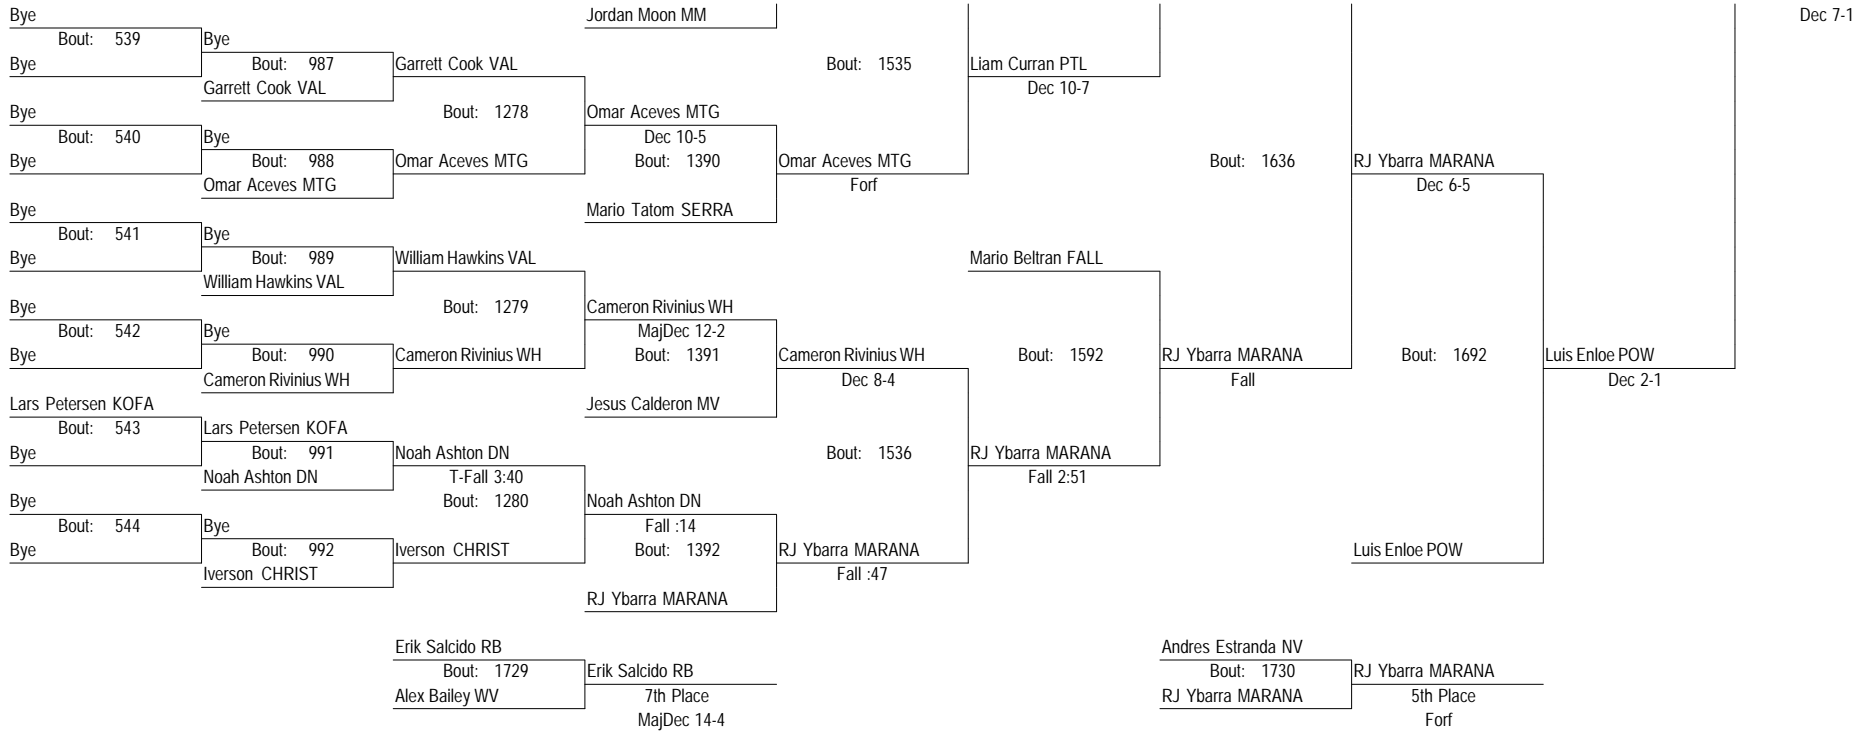 Bye
Jordan Moon MM
Dec 7-1
Bout: 539
Bye
Bye
Bout: 987
Garrett Cook VAL
Bout: 1535
Liam Curran PTL
Garrett Cook VAL
Dec 10-7
Bye
Bout: 1278
Omar Aceves MTG
Bout: 540
Bye
Dec 10-5
Bye
Bout: 988
Omar Aceves MTG
Bout: 1390
Omar Aceves MTG
Bout: 1636
RJ Ybarra MARANA
Omar Aceves MTG
Forf
Dec 6-5
Bye
Mario Tatom SERRA
Bout: 541
Bye
Bye
Bout: 989
William Hawkins VAL
Mario Beltran FALL
William Hawkins VAL
Bye
Bout: 1279
Cameron Rivinius WH
Bout: 542
Bye
MajDec 12-2
Bye
Bout: 990
Cameron Rivinius WH
Bout: 1391
Cameron Rivinius WH
Bout: 1592
RJ Ybarra MARANA
Bout: 1692
Luis Enloe POW
Cameron Rivinius WH
Dec 8-4
Fall
Dec 2-1
Lars Petersen KOFA
Jesus Calderon MV
Bout: 543
Lars Petersen KOFA
Bye
Bout: 991
Noah Ashton DN
Bout: 1536
RJ Ybarra MARANA
Noah Ashton DN
T-Fall 3:40
Fall 2:51
Bye
Bout: 1280
Noah Ashton DN
Bout: 544
Bye
Fall :14
Bye
Bout: 992
Iverson CHRIST
Bout: 1392
RJ Ybarra MARANA
Luis Enloe POW
Iverson CHRIST
Fall :47
RJ Ybarra MARANA
Erik Salcido RB
Andres Estranda NV
Bout: 1729
Erik Salcido RB
Bout: 1730
RJ Ybarra MARANA
Alex Bailey WV
7th Place
RJ Ybarra MARANA
5th Place
MajDec 14-4
Forf